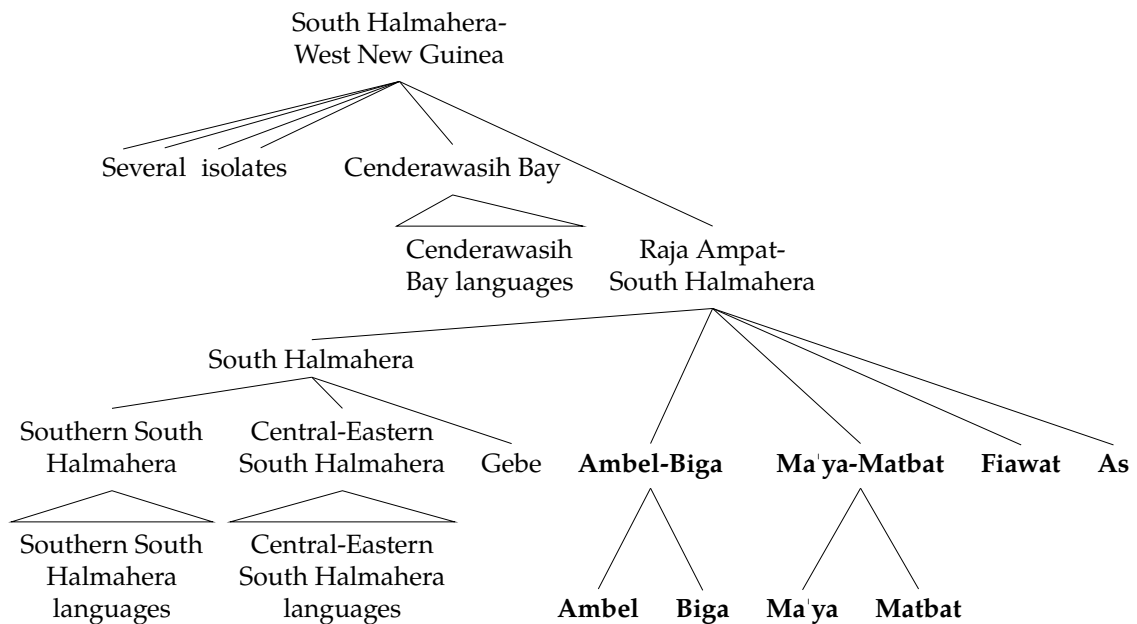 South Halmahera-
West New Guinea
Several isolates
Cenderawasih Bay
Cenderawasih
Bay languages
Raja Ampat-
South Halmahera
South Halmahera
Southern South
Halmahera
Central-Eastern
South Halmahera
Gebe
Ambel-Biga
Maˈya-Matbat
Fiawat
As
Southern South
Halmahera
languages
Central-Eastern
South Halmahera
languages
Ambel
Biga
Maˈya
Matbat